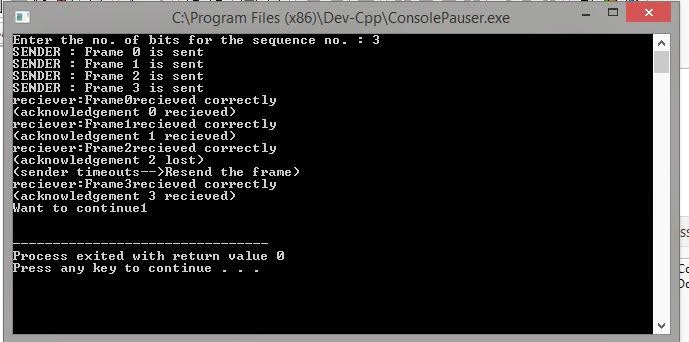 C:\Program Files (x86)\Dev-Cpp\ConsolePauser.exe
Enter the no. of bits for the sequence no. : 3
SENDER : Frame 0 is sent
SENDER : Frame 1 is sent
SENDER : Frame 2 is sent
SENDER : Frame 3 is sent
reciever:Frame0recieved correctly
(acknowledgement 0 recieved)
reciever:Frame1recieved correctly
(acknowledgement 1 recieved)
reciever:Frame2recieved correctly
(acknowledgement 2 lost)
(sender timeouts-->Resend the frame)
reciever:Frame3recieved correctly
(acknowledgement 3 recieved)
Want to continue1
--------------------------------
Process exited with return value 0
Press any key to continue . . .